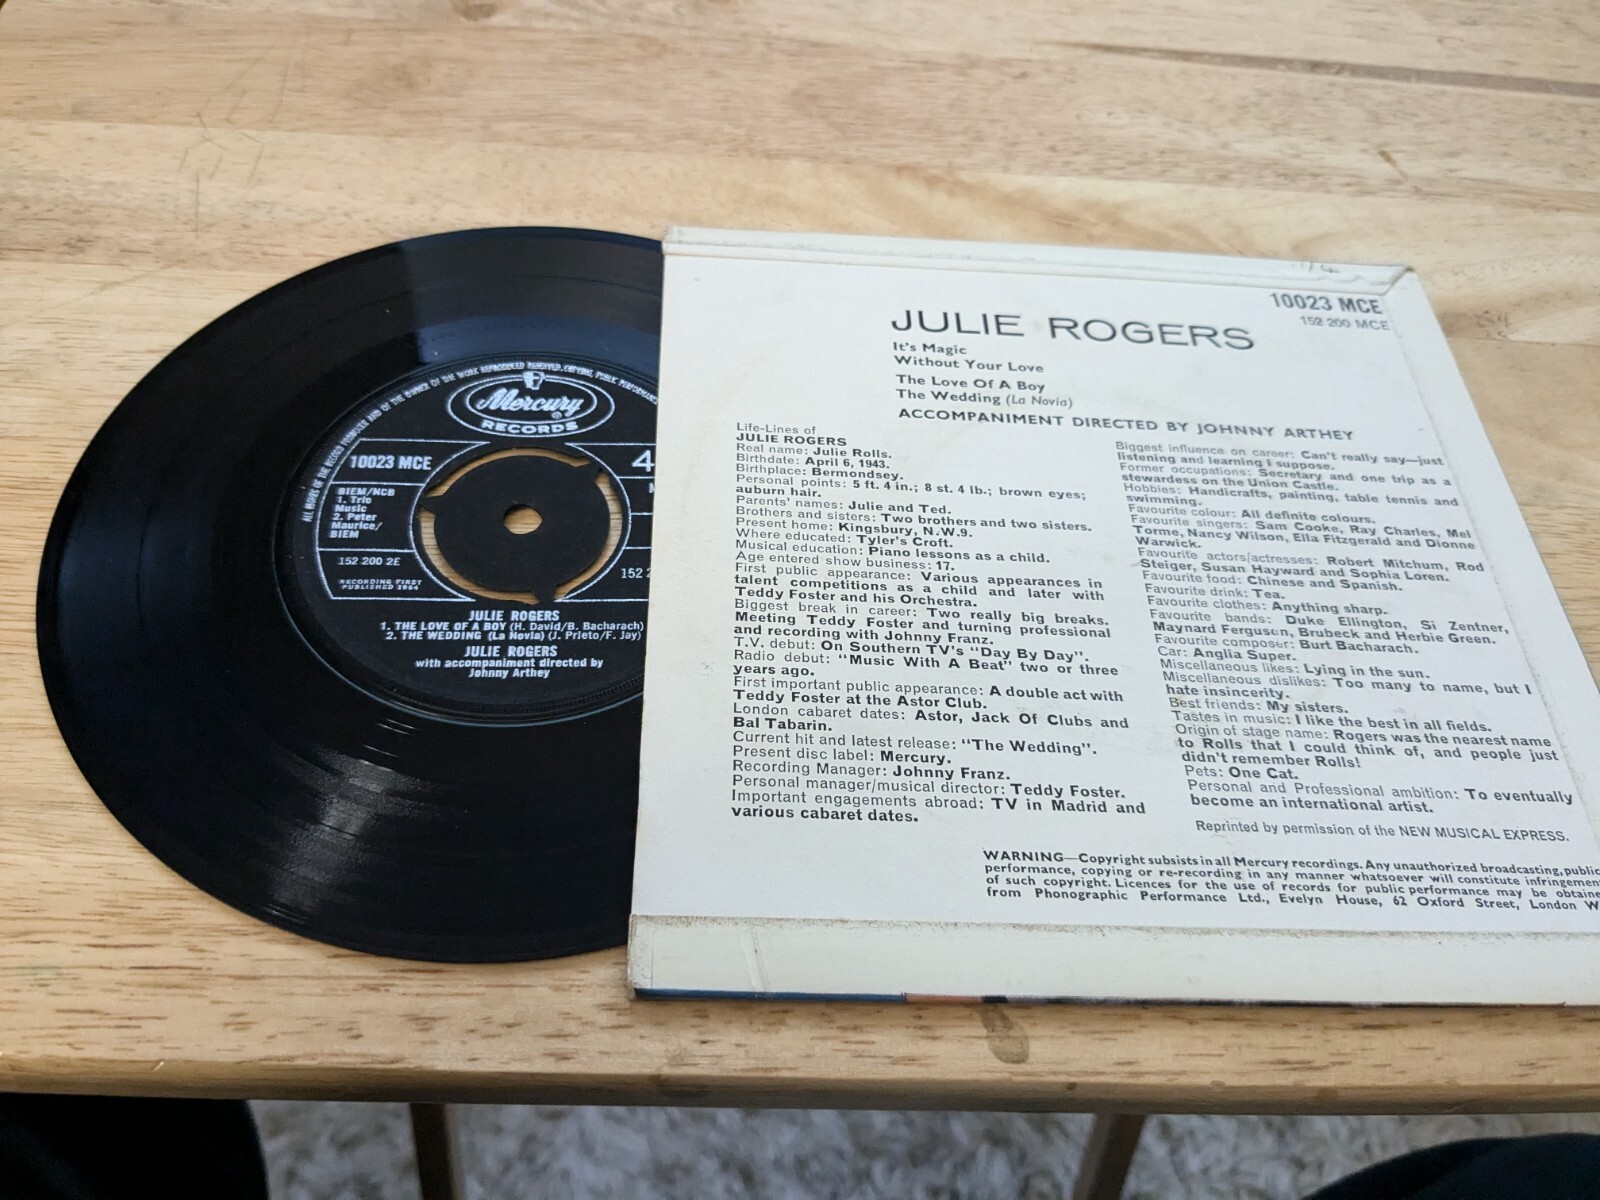 ALL RIGHTS OF THE RECORD PRODUCER AND OF THE OWNER OF THE WORK REPRODUCED RESERVED. COPYING, PUBLIC PERFORMANC
Mercury
RECORDS
10023 MCE
4
BIEM/NCB
1. Trio
Music
2. Peter
Maurice/
BIEM
152 200 2E
152 2
RECORDING FIRST
PUBLISHED 1964
JULIE ROGERS
1. THE LOVE OF A BOY (H. David/B. Bacharach)
2. THE WEDDING (La Novia) (J. Prieto/F. Jay)
JULIE ROGERS
with accompaniment directed by
Johnny Arthey
10023 MCE
152 200 MCE
JULIE ROGERS
It's Magic
Without Your Love
The Love Of A Boy
The Wedding (La Novia)
ACCOMPANIMENT DIRECTED BY JOHNNY ARTHEY
Life-Lines of
JULIE ROGERS
Real name: Julie Rolls.
Birthdate: April 6, 1943.
Birthplace: Bermondsey.
Personal points: 5 ft. 4 in.; 8 st. 4 lb.; brown eyes;
auburn hair.
Parents' names: Julie and Ted.
Brothers and sisters: Two brothers and two sisters.
Present home: Kingsbury, N.W.9.
Where educated: Tyler's Croft.
Musical education: Piano lessons as a child.
Age entered show business: 17.
First public appearance: Various appearances in
talent competitions as a child and later with
Teddy Foster and his Orchestra.
Biggest break in career: Two really big breaks.
Meeting Teddy Foster and turning professional
and recording with Johnny Franz.
T.V. debut: On Southern TV's "Day By Day".
Radio debut: "Music With A Beat" two or three
years ago.
First important public appearance: A double act with
Teddy Foster at the Astor Club.
London cabaret dates: Astor, Jack Of Clubs and
Bal Tabarin.
Current hit and latest release: "The Wedding".
Present disc label: Mercury.
Recording Manager: Johnny Franz.
Personal manager/musical director: Teddy Foster.
Important engagements abroad: TV in Madrid and
various cabaret dates.
Biggest influence on career: Can't really say—just
listening and learning I suppose.
Former occupations: Secretary and one trip as a
stewardess on the Union Castle.
Hobbies: Handicrafts, painting, table tennis and
swimming.
Favourite colour: All definite colours.
Favourite singers: Sam Cooke, Ray Charles, Mel
Torme, Nancy Wilson, Ella Fitzgerald and Dionne
Warwick.
Favourite actors/actresses: Robert Mitchum, Rod
Steiger, Susan Hayward and Sophia Loren.
Favourite food: Chinese and Spanish.
Favourite drink: Tea.
Favourite clothes: Anything sharp.
Favourite bands: Duke Ellington, Si Zentner,
Maynard Ferguson, Brubeck and Herbie Green.
Favourite composer: Burt Bacharach.
Car: Anglia Super.
Miscellaneous likes: Lying in the sun.
Miscellaneous dislikes: Too many to name, but I
hate insincerity.
Best friends: My sisters.
Tastes in music: I like the best in all fields.
Origin of stage name: Rogers was the nearest name
to Rolls that I could think of, and people just
didn't remember Rolls!
Pets: One Cat.
Personal and Professional ambition: To eventually
become an international artist.
Reprinted by permission of the NEW MUSICAL EXPRESS.
WARNING—Copyright subsists in all Mercury recordings. Any unauthorized broadcasting, public
performance, copying or re-recording in any manner whatsoever will constitute infringemen
of such copyright. Licences for the use of records for public performance may be obtaine
from Phonographic Performance Ltd., Evelyn House, 62 Oxford Street, London W